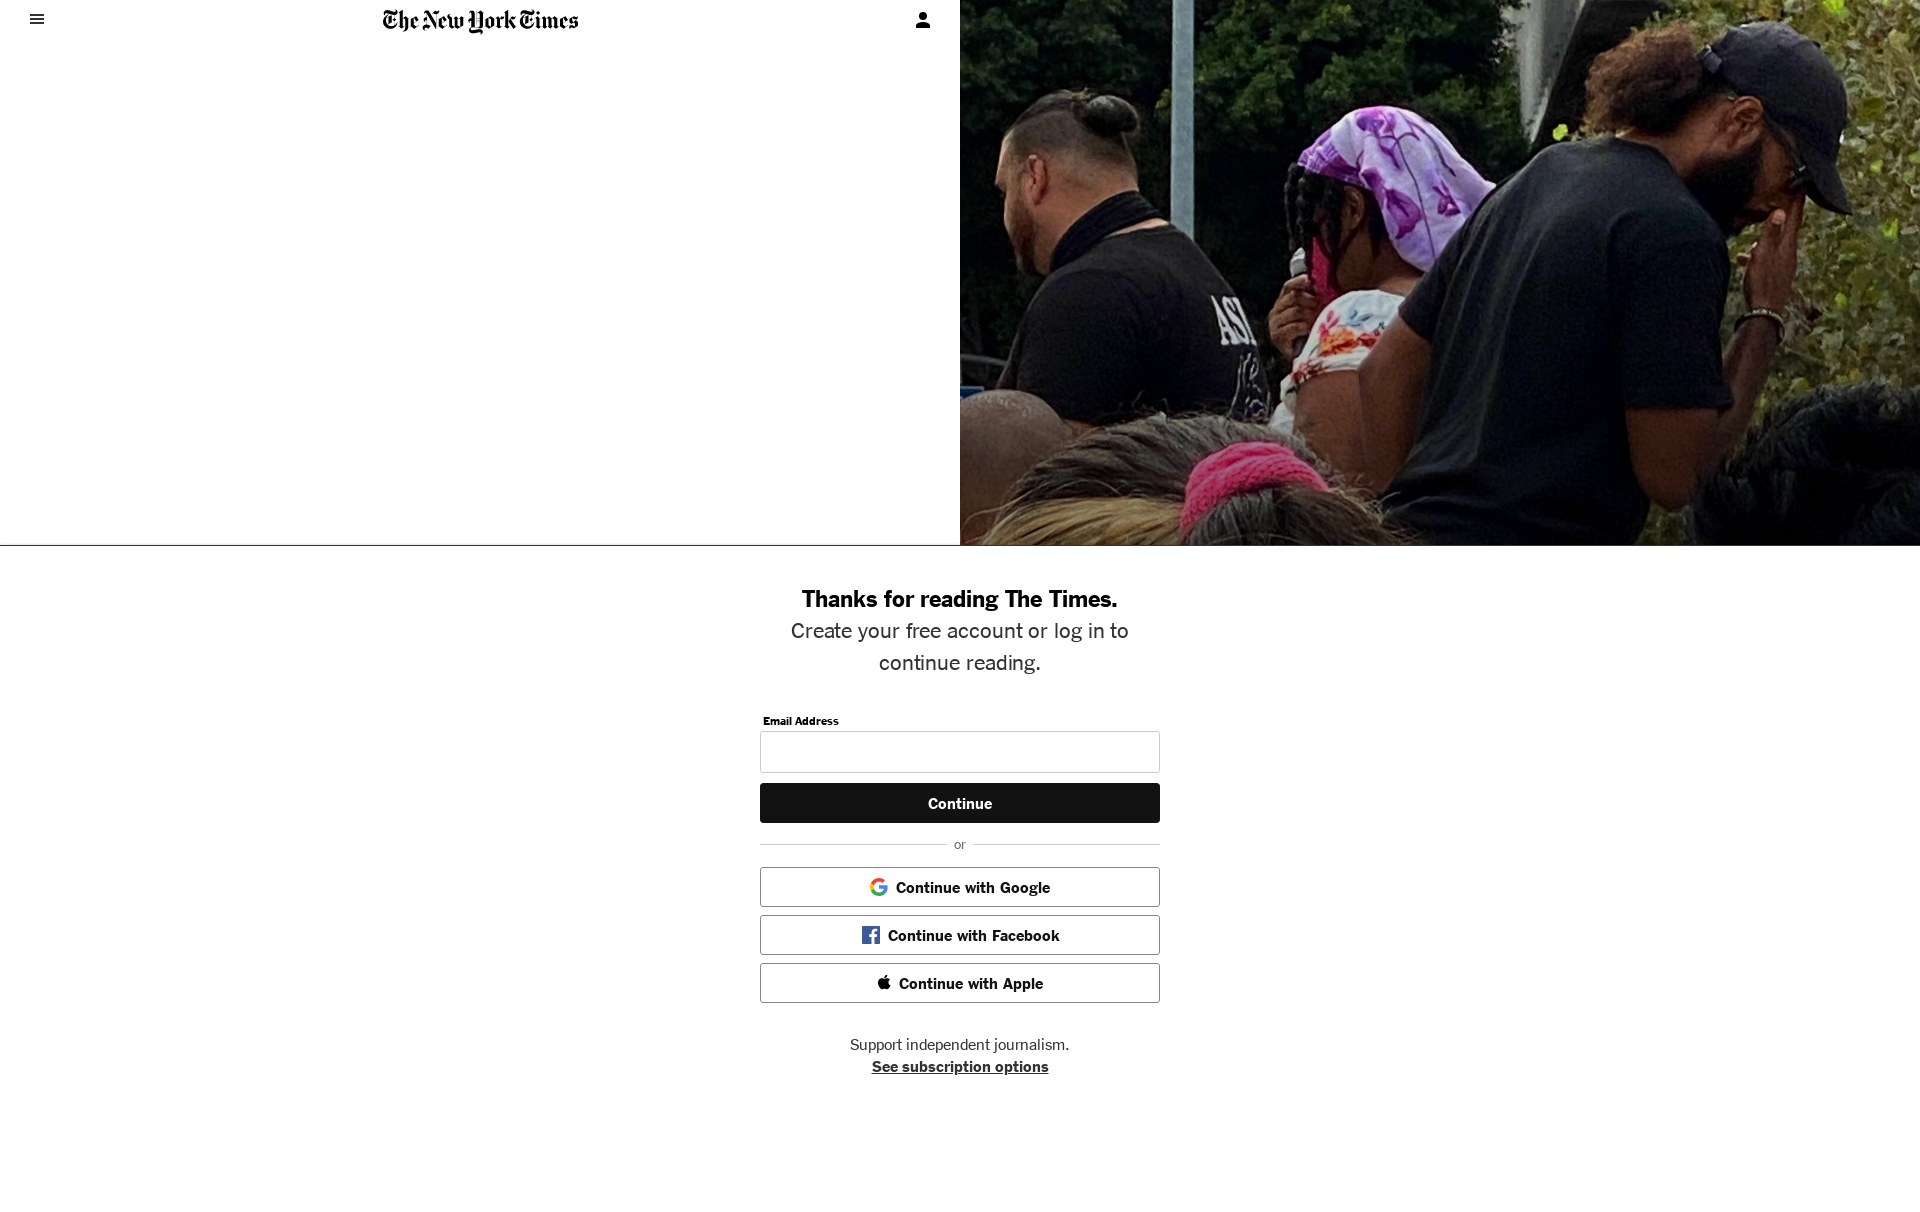 The New York Times
AS
Thanks for reading The Times.
Create your free account or log in to
continue reading.
Email Address
Continue
or
Continue with Google
Continue with Facebook
Continue with Apple
Support independent journalism.
See subscription options